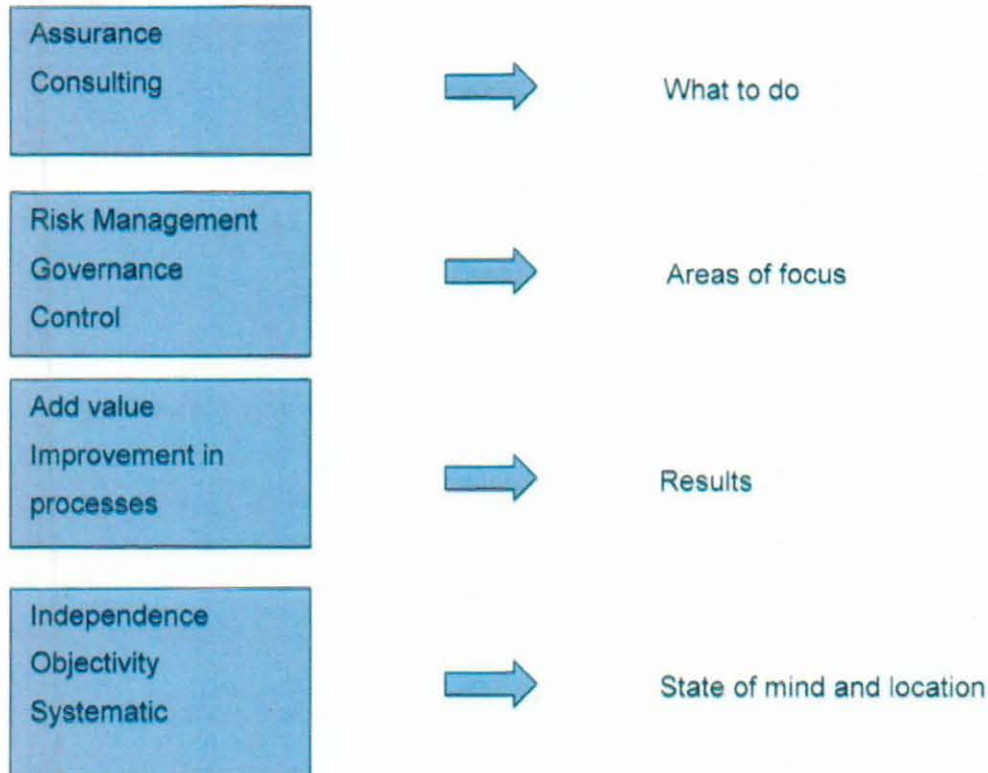 Assurance
Consulting
What to do
Risk Management
Governance
Control
Areas of focus
Add value
Improvement in
processes
Results
Independence
Objectivity
Systematic
State of mind and location